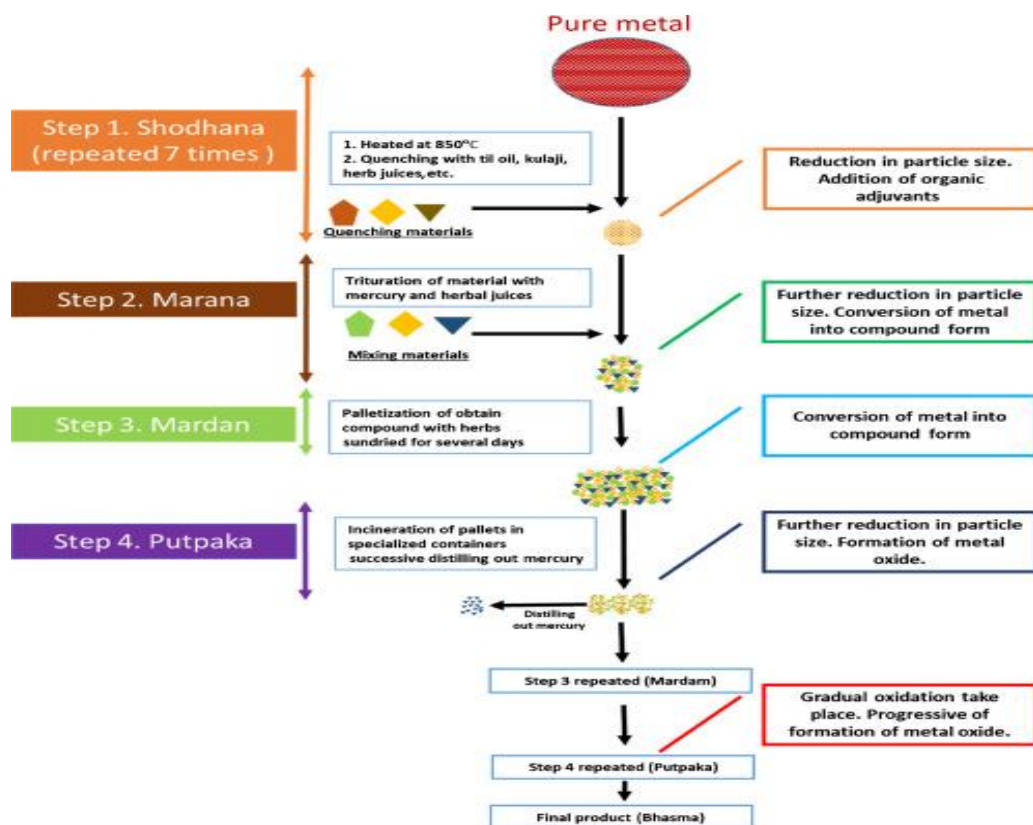 Pure metal
Step 1. Shodhana
(repeated 7 times )
1. Heated at 850°C
2. Quenching with til oil, kulaji,
herb juices, etc.
Quenching materials
Reduction in particle size.
Addition of organic
adjuvants
Step 2. Marana
Trituration of material with
mercury and herbal juices
Mixing materials
Further reduction in particle
size. Conversion of metal
into compound form
Step 3. Mardan
Palletization of obtain
compound with herbs
sundried for several days
Conversion of metal into
compound form
Step 4. Putpaka
Incineration of pallets in
specialized containers
successive distilling out mercury
Further reduction in particle
size. Formation of metal
oxide.
Distilling
out mercury
Step 3 repeated (Mardam)
Gradual oxidation take
place. Progressive of
formation of metal oxide.
Step 4 repeated (Putpaka)
Final product (Bhasma)